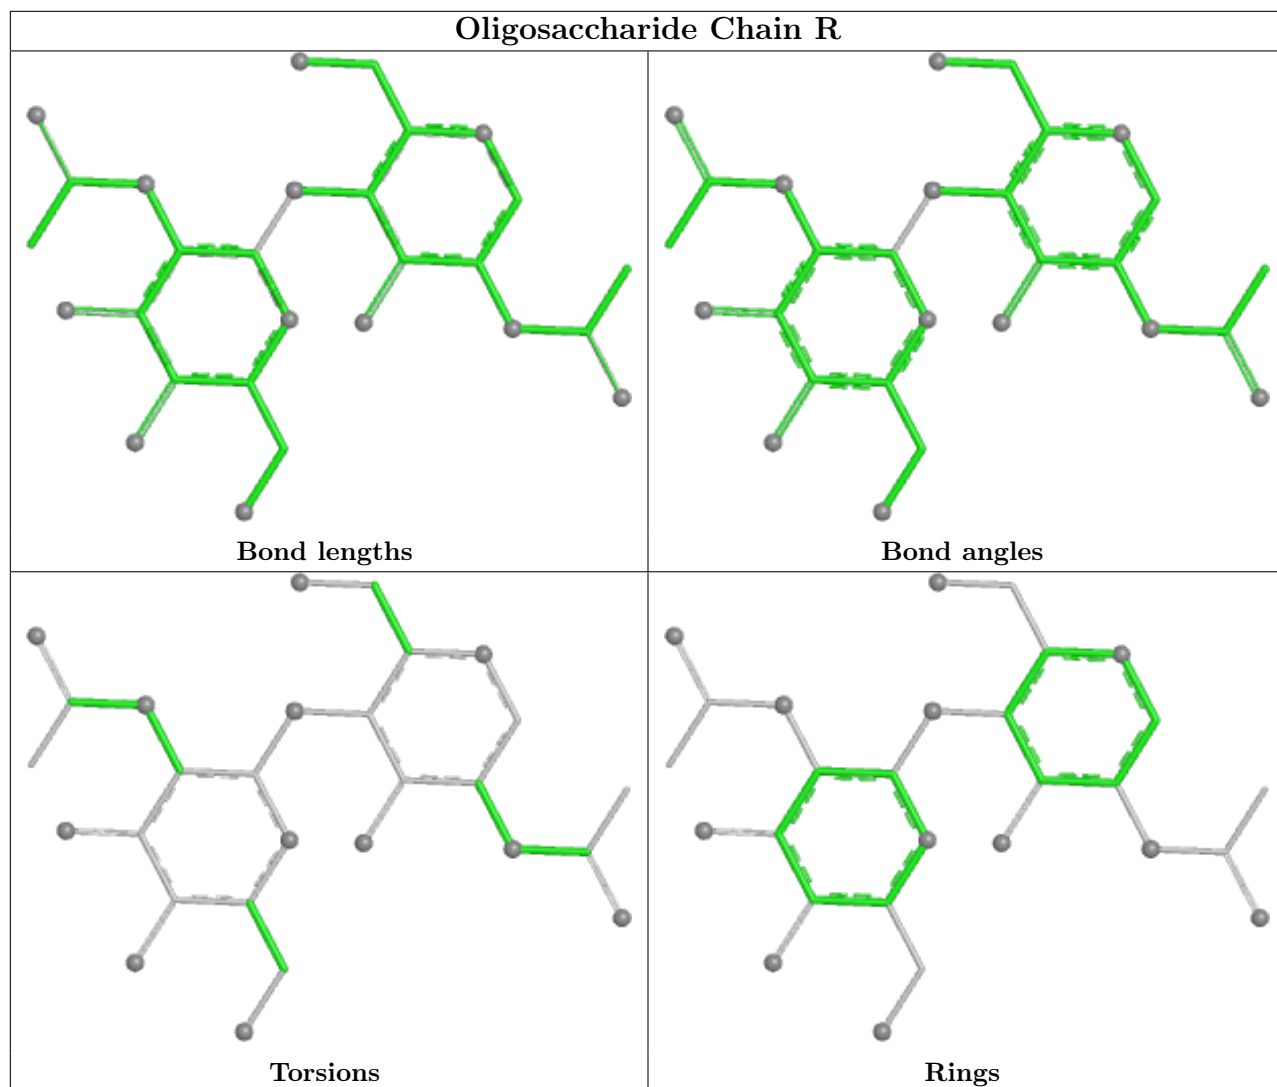 Oligosaccharide Chain R
Bond lengths
Bond angles
Torsions
Rings